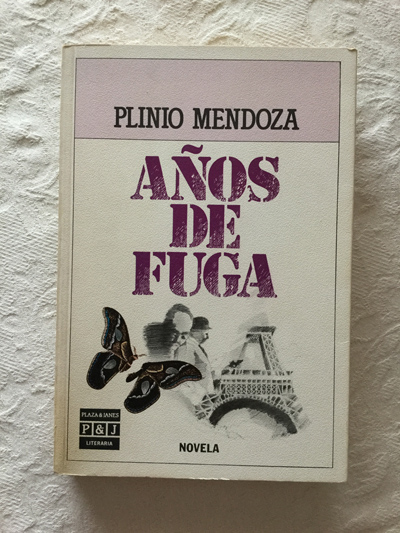 PLINIO MENDOZA
AÑOS
DE
FUGA
PLAZA & JANES
P&J
LITERARIA
NOVELA